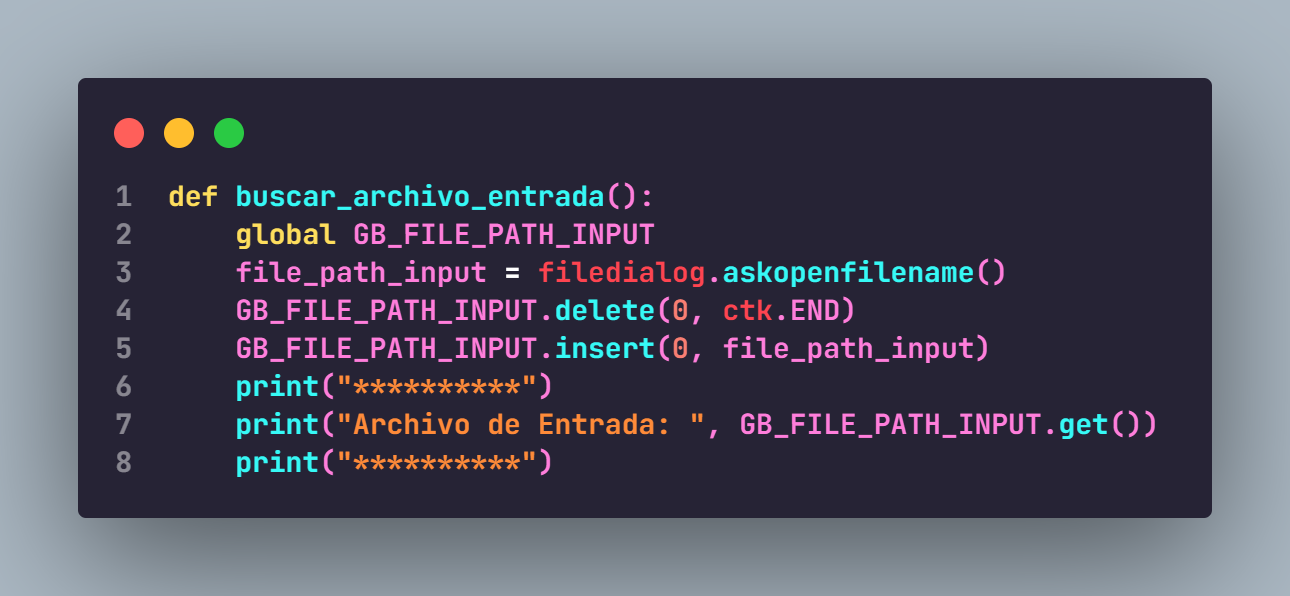 1 def buscar_archivo_entrada():
2     global GB_FILE_PATH_INPUT
3     file_path_input = filedialog.askopenfilename()
4     GB_FILE_PATH_INPUT.delete(0, ctk.END)
5     GB_FILE_PATH_INPUT.insert(0, file_path_input)
6     print("**********")
7     print("Archivo de Entrada: ", GB_FILE_PATH_INPUT.get())
8     print("**********")